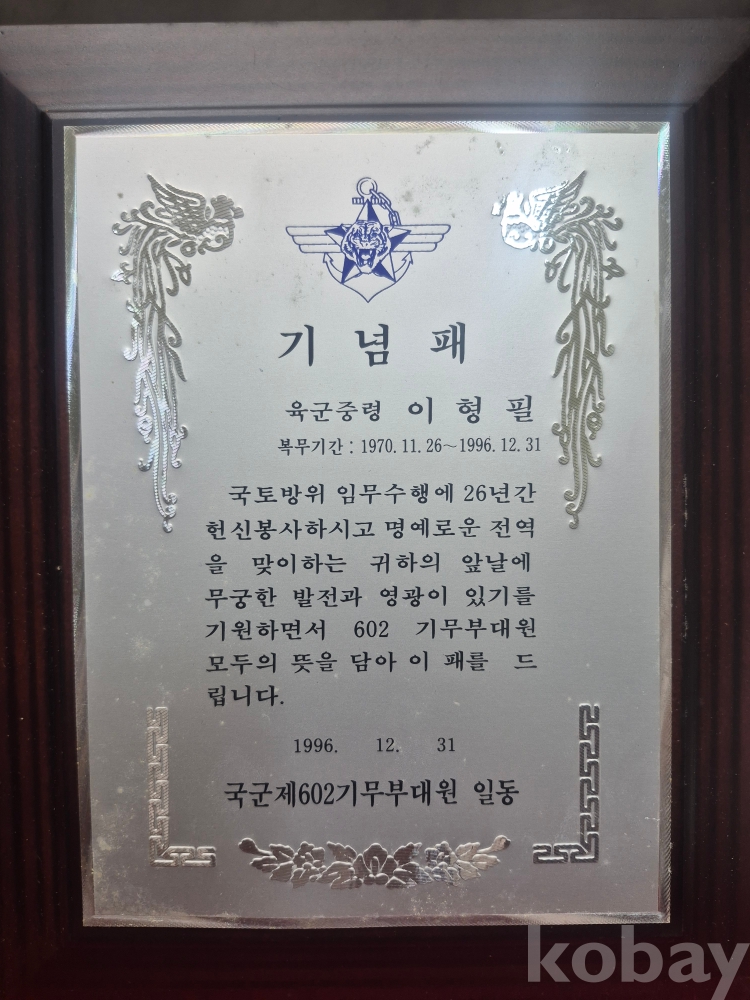 기 념 패
육군중령 이 형 필
복무기간 : 1970. 11. 26~1996. 12. 31
국토방위 임무수행에 26년간
헌신봉사하시고 명예로운 전역
을 맞이하는 귀하의 앞날에
무궁한 발전과 영광이 있기를
기원하면서 602 기무부대원
모두의 뜻을 담아 이 패를 드
립니다.
1996. 12. 31
국군제602기무부대원 일동
kobay